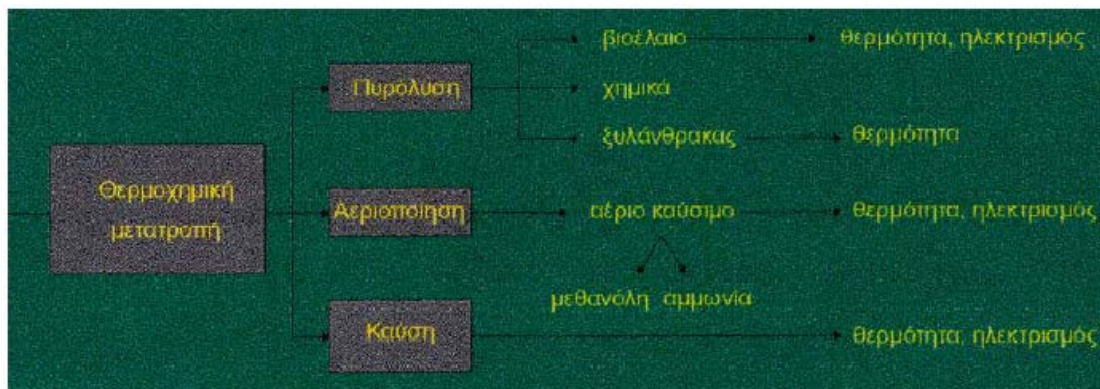 βιοέλαιο θερμότητα, ηλεκτρισμός
Πυρόλυση χημικά
ξυλάνθρακας θερμότητα
Θερμοχημική
μετατροπή
Αεριοποίηση αέριο καύσιμο θερμότητα, ηλεκτρισμός
μεθανόλη αμμωνία
Καύση θερμότητα, ηλεκτρισμός